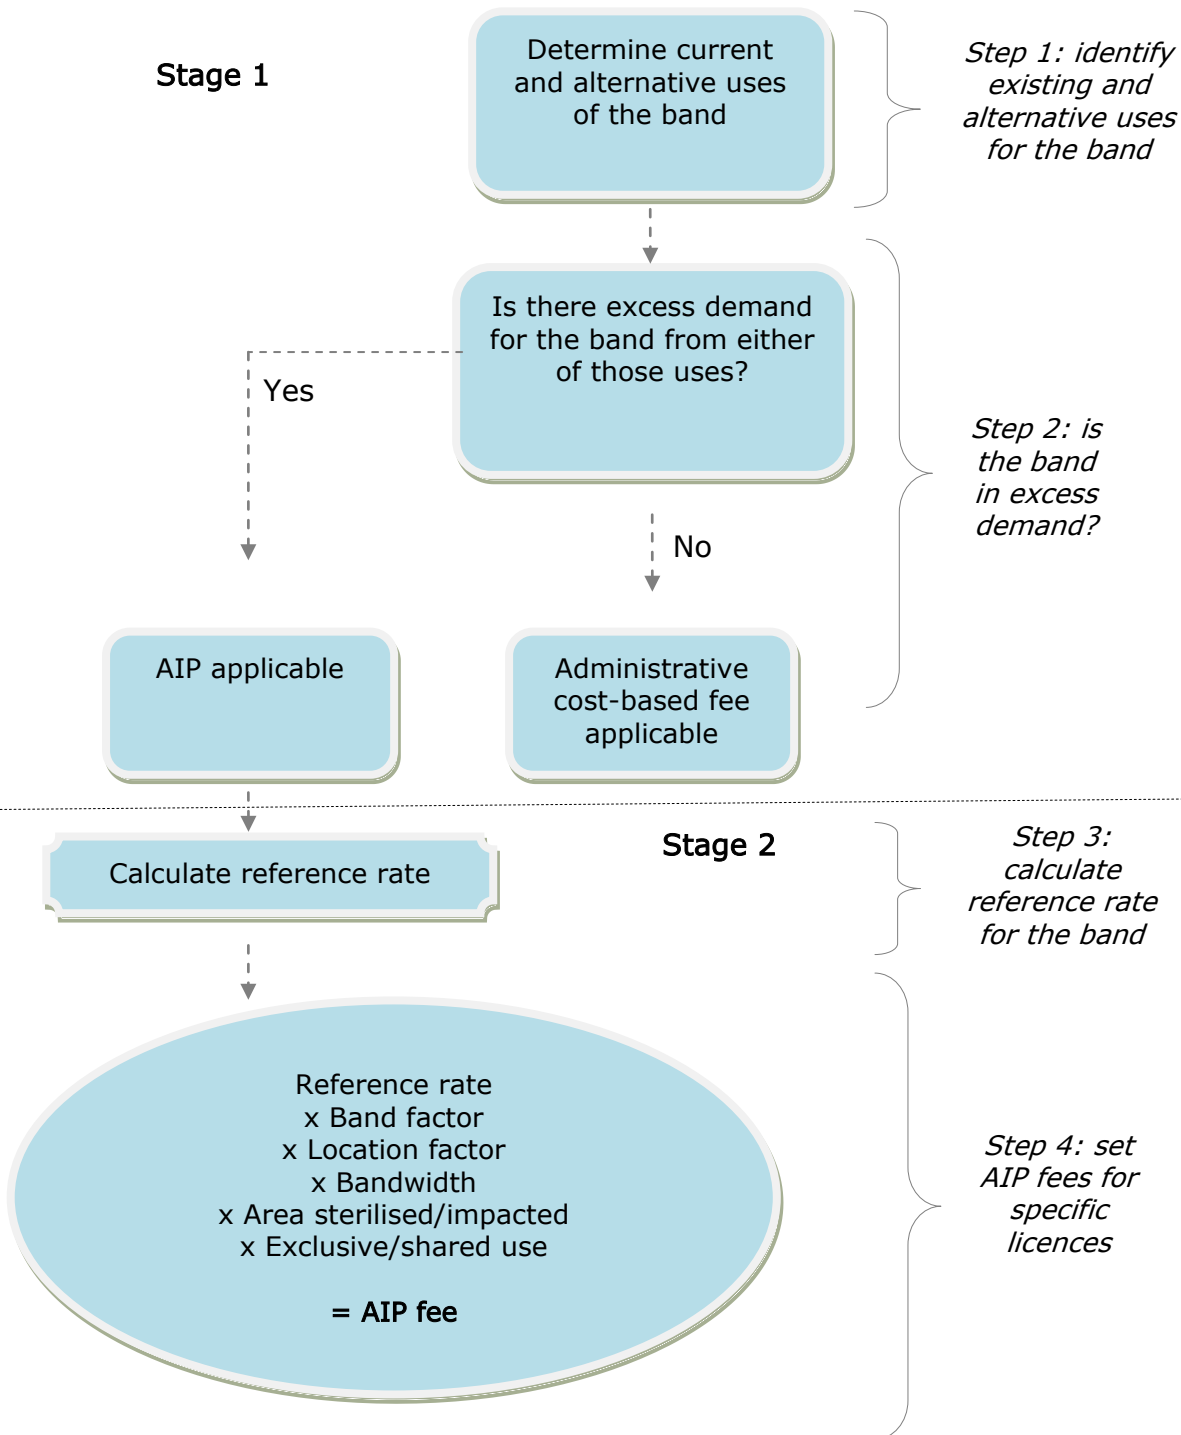 Stage 1
Determine current
and alternative uses
of the band
Step 1: identify
existing and
alternative uses
for the band
Is there excess demand
for the band from either
of those uses?
Yes
No
Step 2: is
the band
in excess
demand?
AIP applicable
Administrative
cost-based fee
applicable
Stage 2
Calculate reference rate
Step 3:
calculate
reference rate
for the band
Reference rate
x Band factor
x Location factor
x Bandwidth
x Area sterilised/impacted
x Exclusive/shared use
= AIP fee
Step 4: set
AIP fees for
specific
licences